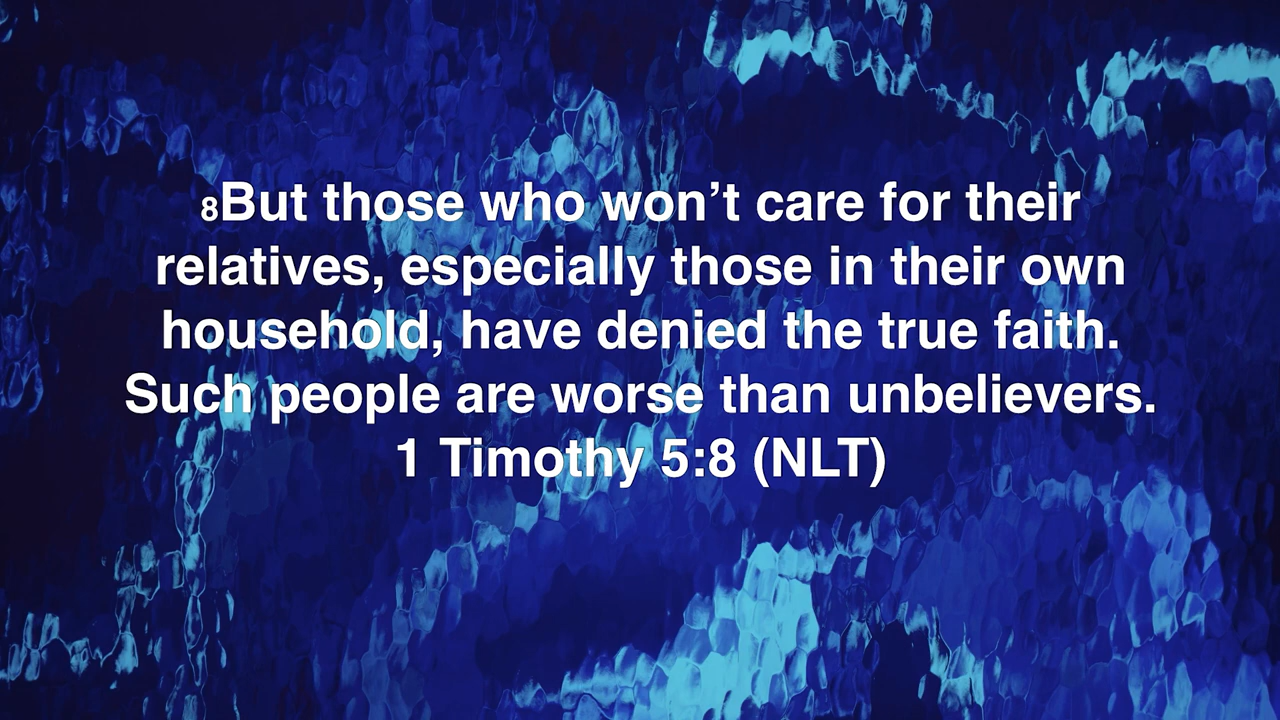 8But those who won’t care for their
relatives, especially those in their own
household, have denied the true faith.
Such people are worse than unbelievers.
1 Timothy 5:8 (NLT)